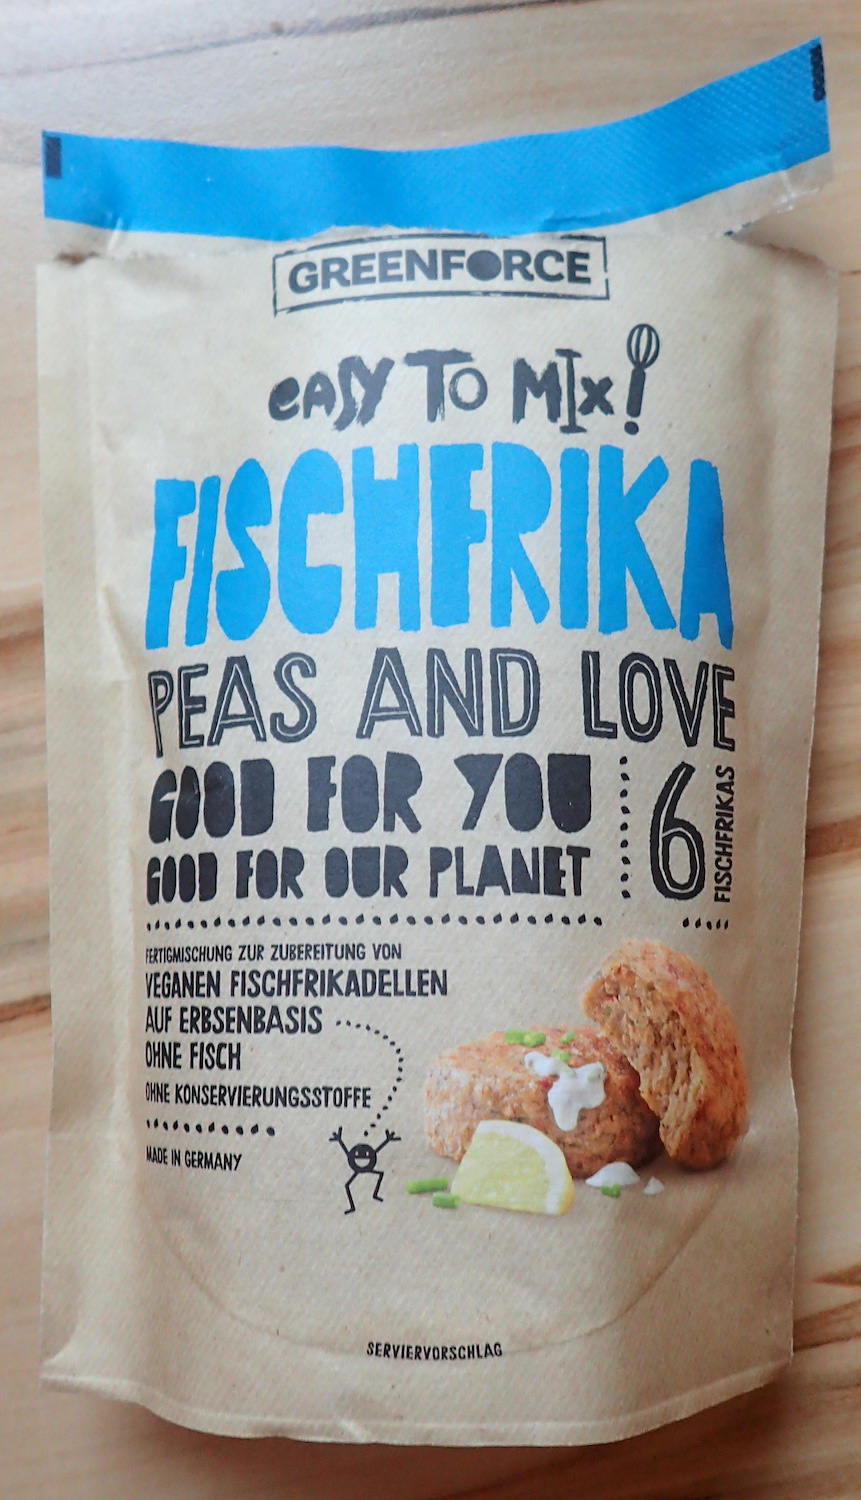 GREENFORCE
easy to mix!
FISCHFRIKA
PEAS AND LOVE
GOOD FOR YOU
GOOD FOR OUR PLANET
6
FISCHFRIKAS
FERTIGMISCHUNG ZUR ZUBEREITUNG VON
VEGANEN FISCHFRIKADELLEN
AUF ERBSENBASIS
OHNE FISCH
OHNE KONSERVIERUNGSSTOFFE
MADE IN GERMANY
SERVIERVORSCHLAG